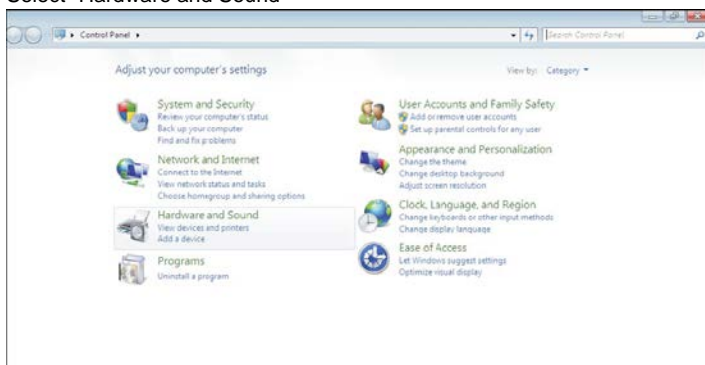 Select "Hardware and Sound"
Control Panel
Search Control Panel
Adjust your computer's settings
View by: Category
System and Security
Review your computer's status
Back up your computer
Find and fix problems
Network and Internet
Connect to the Internet
View network status and tasks
Choose homegroup and sharing options
Hardware and Sound
View devices and printers
Add a device
Programs
Uninstall a program
User Accounts and Family Safety
Add or remove user accounts
Set up parental controls for any user
Appearance and Personalization
Change the theme
Change desktop background
Adjust screen resolution
Clock, Language, and Region
Change keyboards or other input methods
Change display language
Ease of Access
Let Windows suggest settings
Optimize visual display